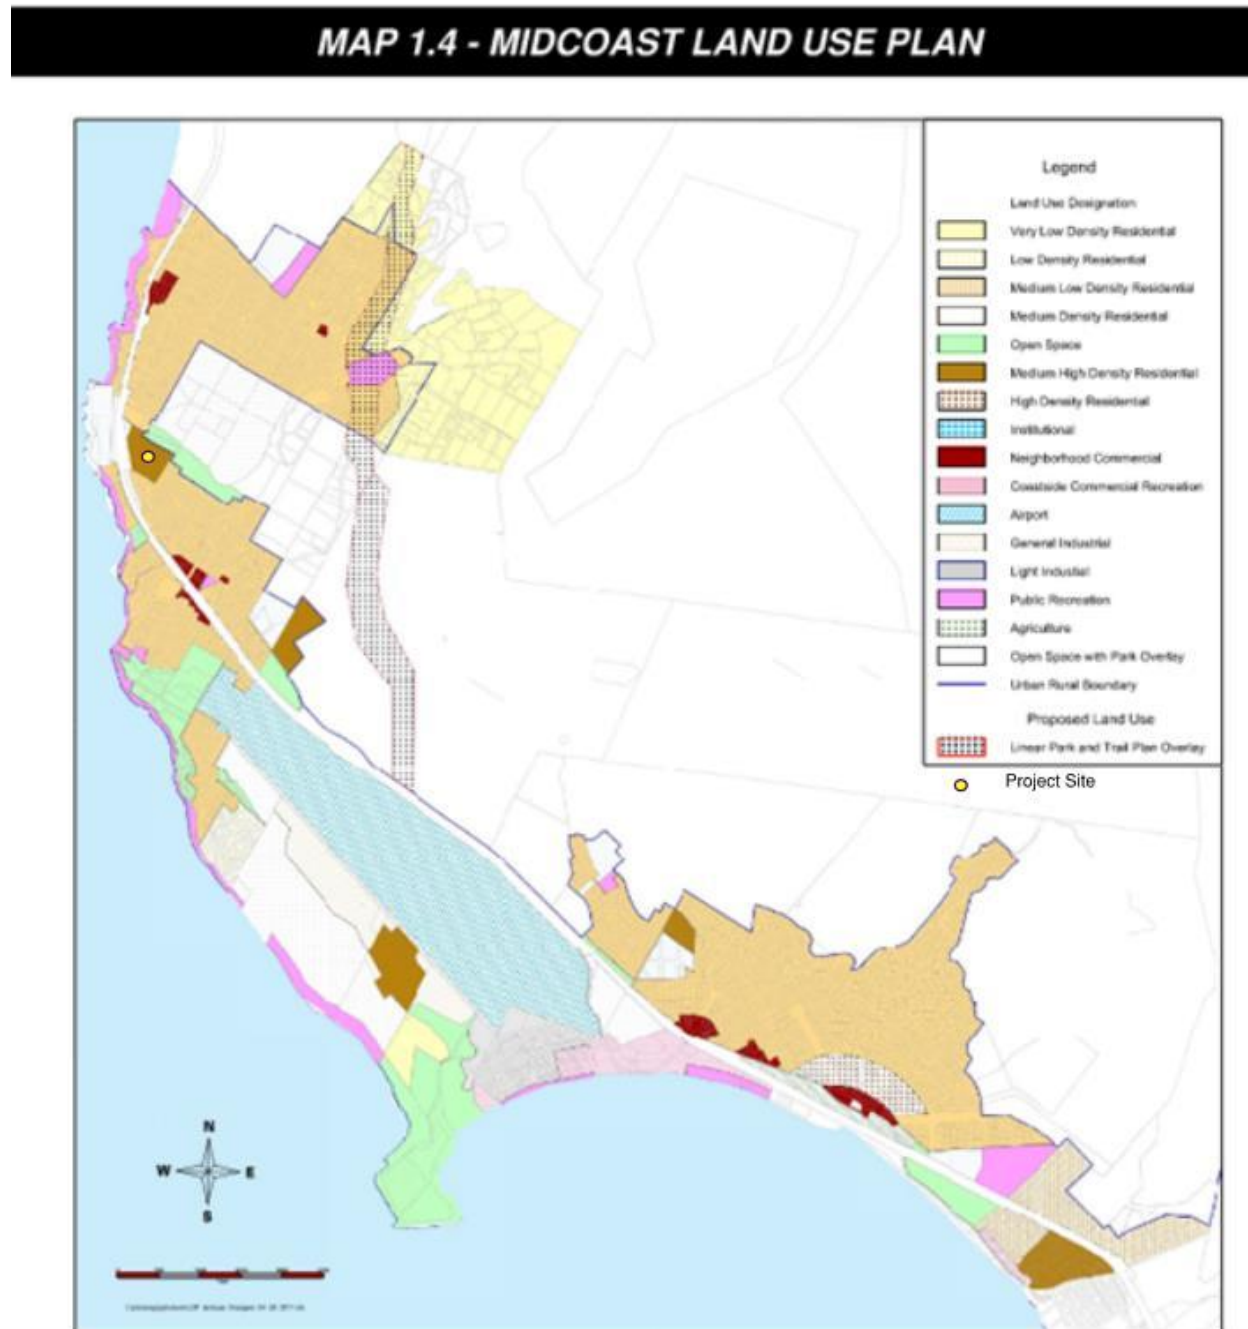 MAP 1.4 - MIDCOAST LAND USE PLAN
Legend
Land Use Designation
Very Low Density Residential
Low Density Residential
Medium Low Density Residential
Medium Density Residential
Open Space
Medium High Density Residential
High Density Residential
Institutional
Neighborhood Commercial
Coastside Commercial Recreation
Airport
General Industrial
Light Industial
Public Recreation
Agriculture
Open Space with Park Overlay
Urban Rural Boundary
Proposed Land Use
Linear Park and Trail Plan Overlay
Project Site
N
W E
S